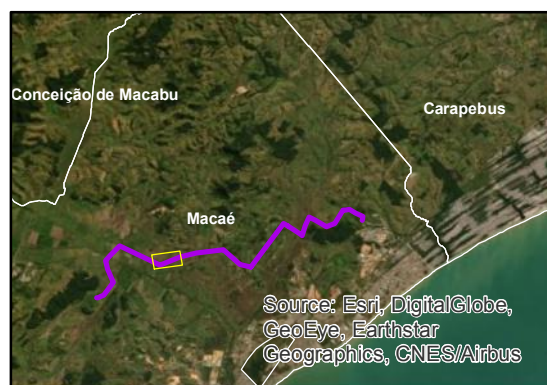 Conceição de Macabu
Carapebus
Macaé
Source: Esri, DigitalGlobe,
GeoEye, Earthstar
Geographics, CNES/Airbus